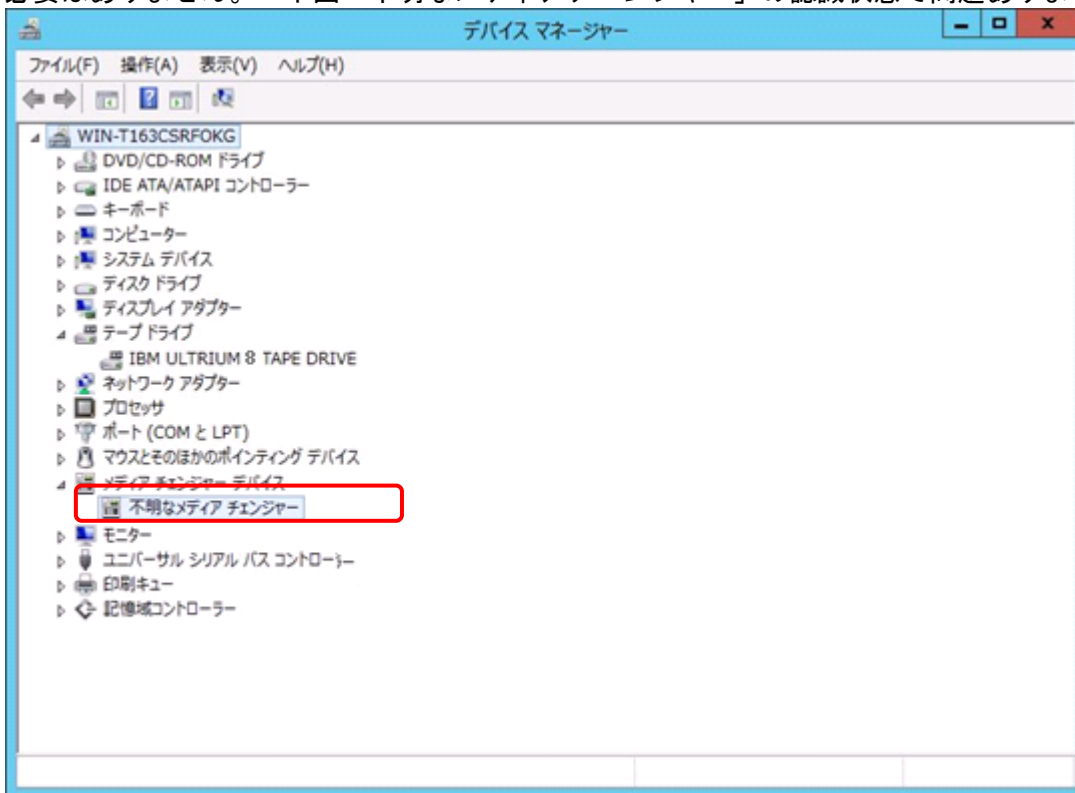 デバイス マネージャー
ファイル(F) 操作(A) 表示(V) ヘルプ(H)
WIN-T163CSRFOKG
DVD/CD-ROM ドライブ
IDE ATA/ATAPI コントローラー
キーボード
コンピューター
システム デバイス
ディスク ドライブ
ディスプレイ アダプター
テープ ドライブ
IBM ULTRIUM 8 TAPE DRIVE
ネットワーク アダプター
プロセッサ
ポート (COM と LPT)
マウスとそのほかのポインティング デバイス
メディア チェンジャー デバイス
不明なメディア チェンジャー
モニター
ユニバーサル シリアル バス コントローラー
印刷キュー
記憶域コントローラー